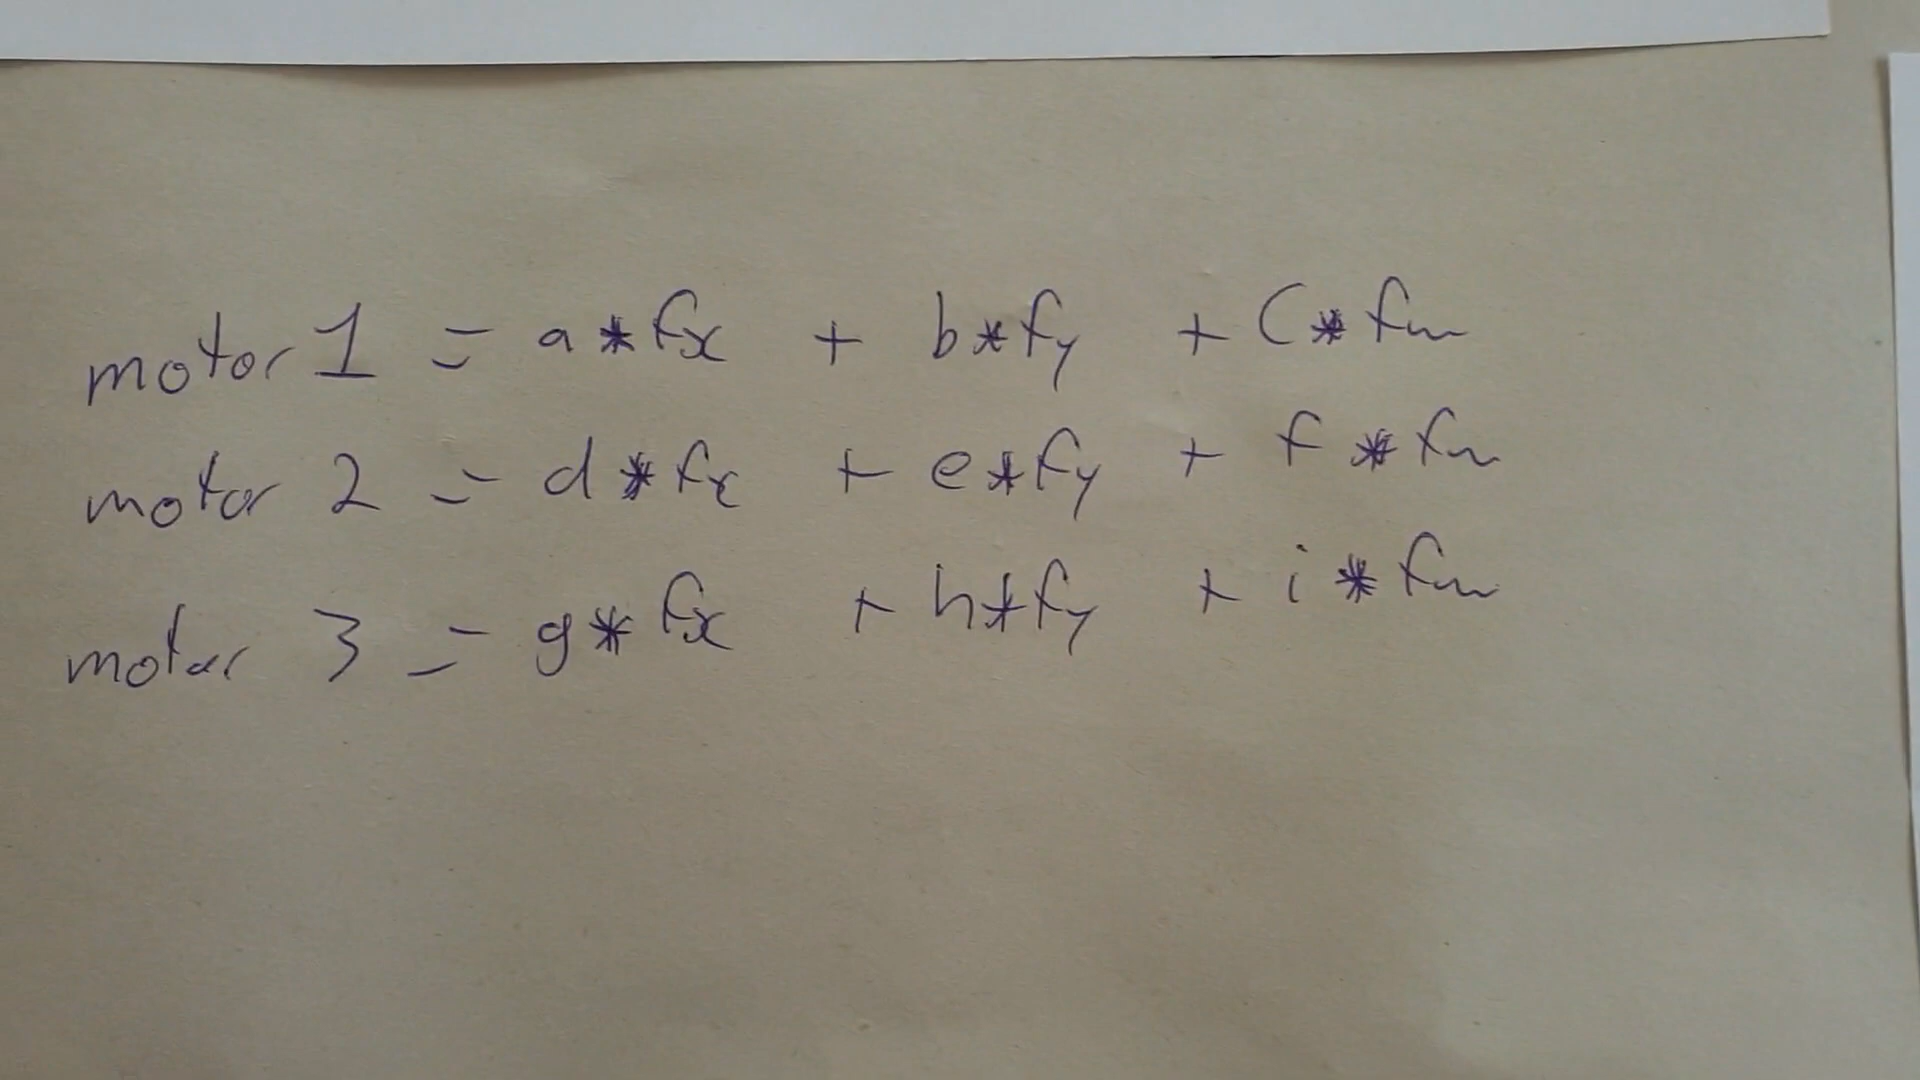 motor 1 = a*fx + b*fy + c*fw
motor 2 = d*fx + e*fy + f*fw
motor 3 = g*fx + h*fy + i*fw